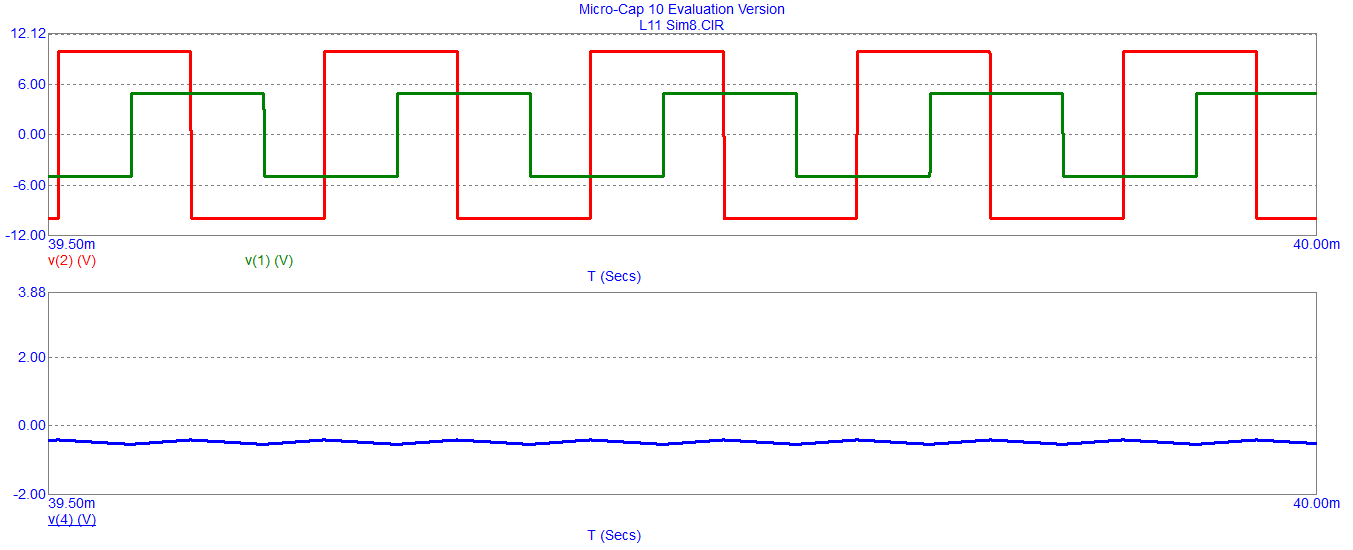 Micro-Cap 10 Evaluation Version
L11 Sim8.CIR
12.12
6.00
0.00
-6.00
-12.00
39.50m 40.00m
v(2) (V) v(1) (V)
T (Secs)
3.88
2.00
0.00
-2.00
39.50m 40.00m
v(4) (V)
T (Secs)